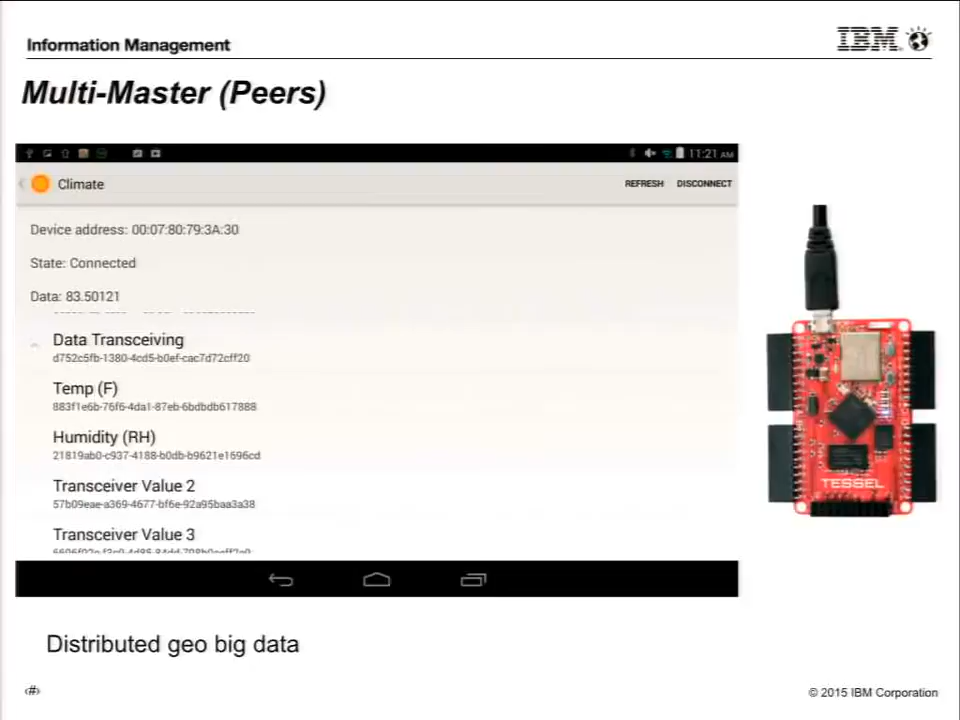 Information Management
IBM
Multi-Master (Peers)
11:21 AM
Climate
REFRESH DISCONNECT
Device address: 00:07:80:79:3A:30
State: Connected
Data: 83.50121
Data Transceiving
d752c5fb-1380-4cd5-b0ef-cac7d72cff20
Temp (F)
883f1e6b-76f6-4da1-87eb-6bdbdb617888
Humidity (RH)
21819ab0-c937-4188-b0db-b9621e1696cd
Transceiver Value 2
57b09eae-a369-4677-bf6e-92a95baa3a38
Transceiver Value 3
TESSEL
Distributed geo big data
‹#›
© 2015 IBM Corporation